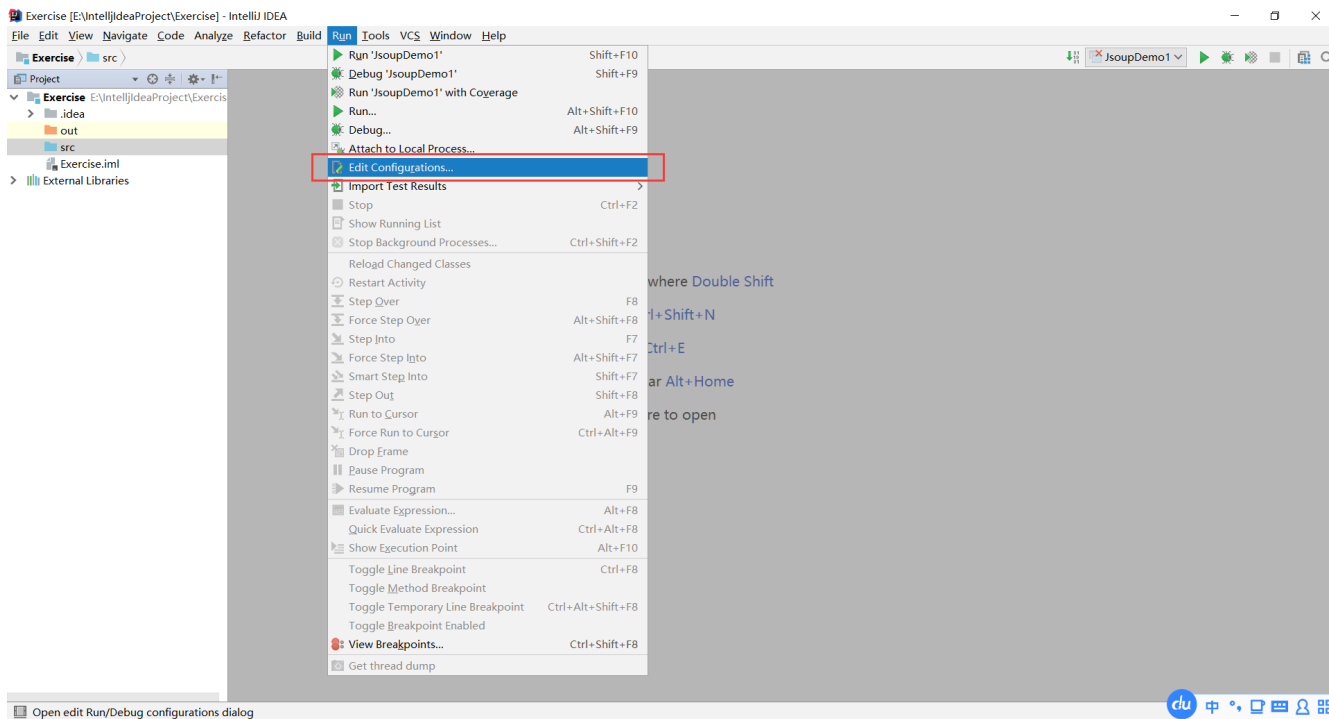 Exercise [E:\IntelljIdeaProject\Exercise] - IntelliJ IDEA
File Edit View Navigate Code Analyze Refactor Build Run Tools VCS Window Help
Exercise src
JsoupDemo1
Project
Exercise E:\IntelljIdeaProject\Exercis
.idea
out
src
Exercise.iml
External Libraries
Run 'JsoupDemo1' Shift+F10
Debug 'JsoupDemo1' Shift+F9
Run 'JsoupDemo1' with Coverage
Run... Alt+Shift+F10
Debug... Alt+Shift+F9
Attach to Local Process...
Edit Configurations...
Import Test Results
Stop Ctrl+F2
Show Running List
Stop Background Processes... Ctrl+Shift+F2
Reload Changed Classes
Restart Activity
Step Over F8
Force Step Over Alt+Shift+F8
Step Into F7
Force Step Into Alt+Shift+F7
Smart Step Into Shift+F7
Step Out Shift+F8
Run to Cursor Alt+F9
Force Run to Cursor Ctrl+Alt+F9
Drop Frame
Pause Program
Resume Program F9
Evaluate Expression... Alt+F8
Quick Evaluate Expression Ctrl+Alt+F8
Show Execution Point Alt+F10
Toggle Line Breakpoint Ctrl+F8
Toggle Method Breakpoint
Toggle Temporary Line Breakpoint Ctrl+Alt+Shift+F8
Toggle Breakpoint Enabled
View Breakpoints... Ctrl+Shift+F8
Get thread dump
where Double Shift
rl+Shift+N
Ctrl+E
ar Alt+Home
re to open
Open edit Run/Debug configurations dialog
du 中 °,